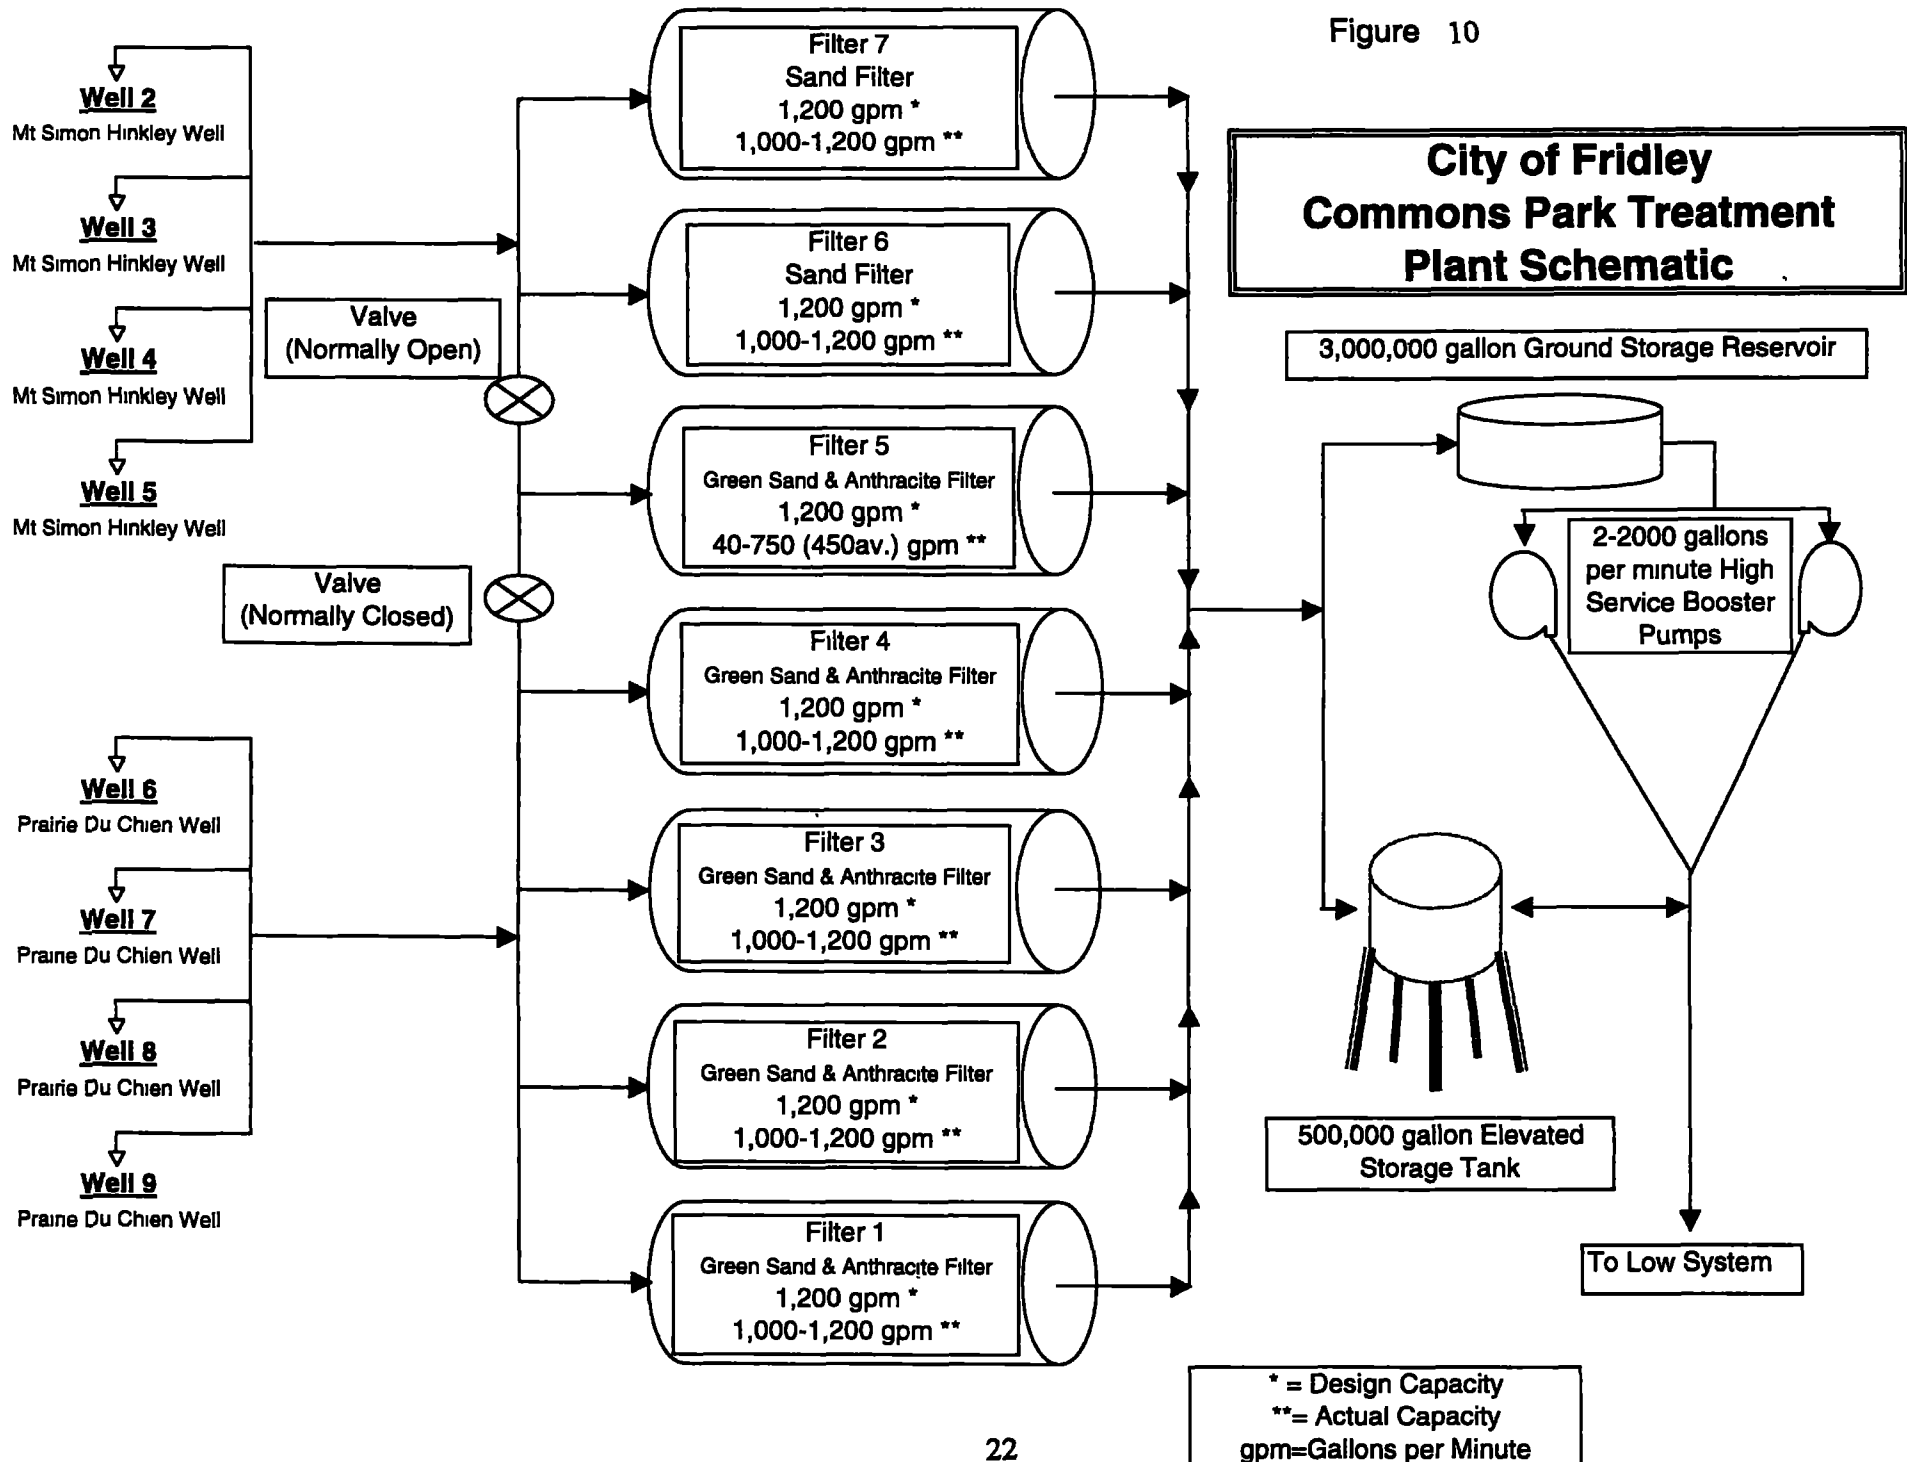 Figure 10
City of Fridley
Commons Park Treatment
Plant Schematic
Well 2
Mt Simon Hinkley Well
Well 3
Mt Simon Hinkley Well
Well 4
Mt Simon Hinkley Well
Well 5
Mt Simon Hinkley Well
Valve
(Normally Open)
Valve
(Normally Closed)
Well 6
Prairie Du Chien Well
Well 7
Prairie Du Chien Well
Well 8
Prairie Du Chien Well
Well 9
Prairie Du Chien Well
Filter 7
Sand Filter
1,200 gpm *
1,000-1,200 gpm **
Filter 6
Sand Filter
1,200 gpm *
1,000-1,200 gpm **
Filter 5
Green Sand & Anthracite Filter
1,200 gpm *
40-750 (450av.) gpm **
Filter 4
Green Sand & Anthracite Filter
1,200 gpm *
1,000-1,200 gpm **
Filter 3
Green Sand & Anthracite Filter
1,200 gpm *
1,000-1,200 gpm **
Filter 2
Green Sand & Anthracite Filter
1,200 gpm *
1,000-1,200 gpm **
Filter 1
Green Sand & Anthracite Filter
1,200 gpm *
1,000-1,200 gpm **
3,000,000 gallon Ground Storage Reservoir
2-2000 gallons
per minute High
Service Booster
Pumps
500,000 gallon Elevated
Storage Tank
To Low System
* = Design Capacity
**= Actual Capacity
gpm=Gallons per Minute
22